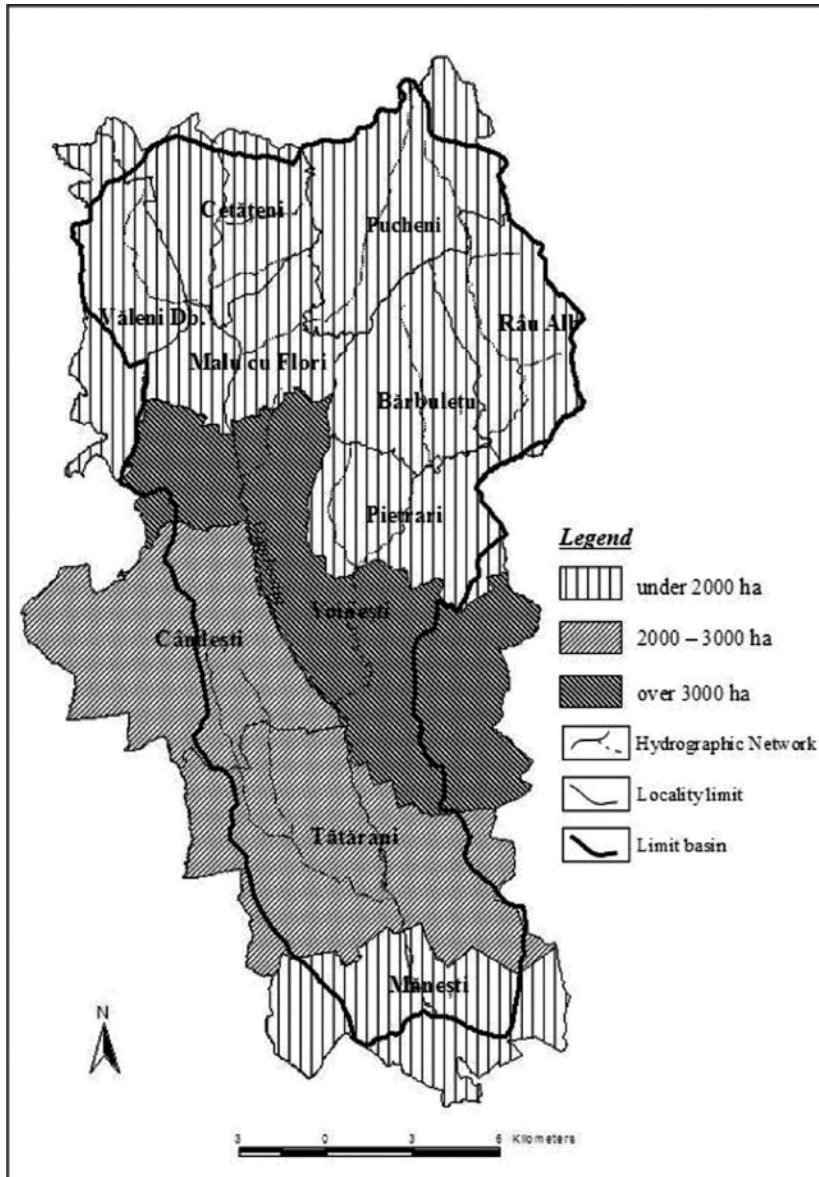 Cetățeni
Pucheni
Văleni Db.
Râu Alb
Malu cu Flori
Bărbulețu
Pietrari
Legend
under 2000 ha
2000 – 3000 ha
over 3000 ha
Hydrographic Network
Locality limit
Limit basin
Voinești
Cândești
Tătărani
Mănești
N
3 0 3 6 Kilometers